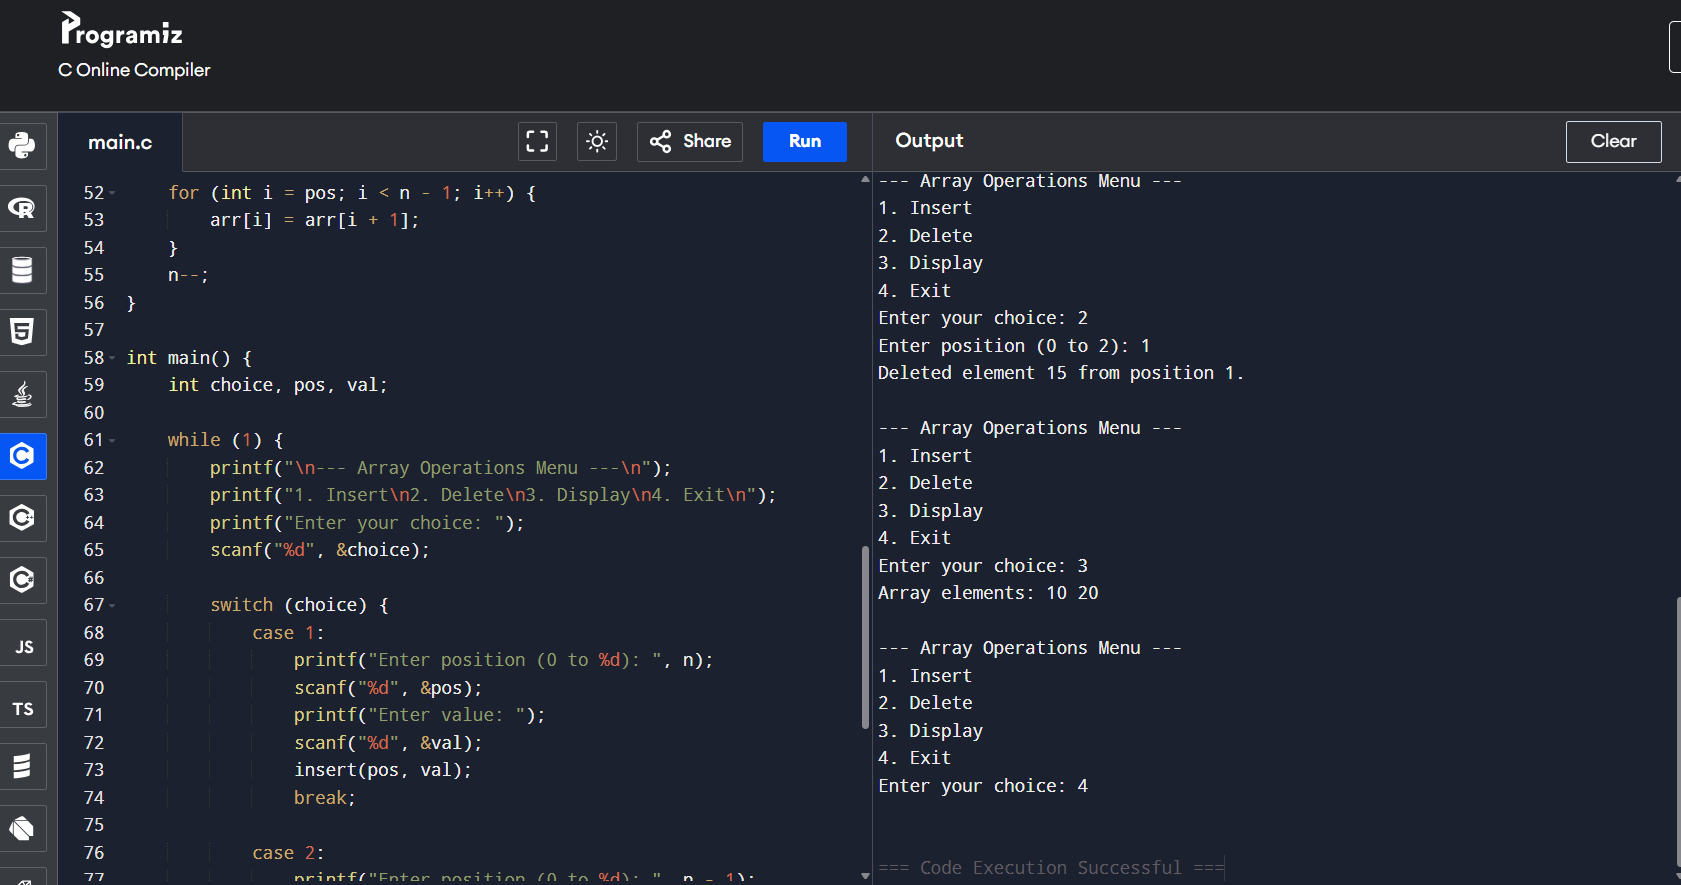 Programiz
C Online Compiler
main.c
Share
Run
Output
Clear
52 for (int i = pos; i < n - 1; i++) {
53 arr[i] = arr[i + 1];
54 }
55 n--;
56 }
57
58 int main() {
59 int choice, pos, val;
60
61 while (1) {
62 printf("\n--- Array Operations Menu ---\n");
63 printf("1. Insert\n2. Delete\n3. Display\n4. Exit\n");
64 printf("Enter your choice: ");
65 scanf("%d", &choice);
66
67 switch (choice) {
68 case 1:
69 printf("Enter position (0 to %d): ", n);
70 scanf("%d", &pos);
71 printf("Enter value: ");
72 scanf("%d", &val);
73 insert(pos, val);
74 break;
75
76 case 2:
77 printf("Enter position (0 to %d): ", n - 1);
--- Array Operations Menu ---
1. Insert
2. Delete
3. Display
4. Exit
Enter your choice: 2
Enter position (0 to 2): 1
Deleted element 15 from position 1.
--- Array Operations Menu ---
1. Insert
2. Delete
3. Display
4. Exit
Enter your choice: 3
Array elements: 10 20
--- Array Operations Menu ---
1. Insert
2. Delete
3. Display
4. Exit
Enter your choice: 4
=== Code Execution Successful ===
R
5
C
C++
C#
JS
TS